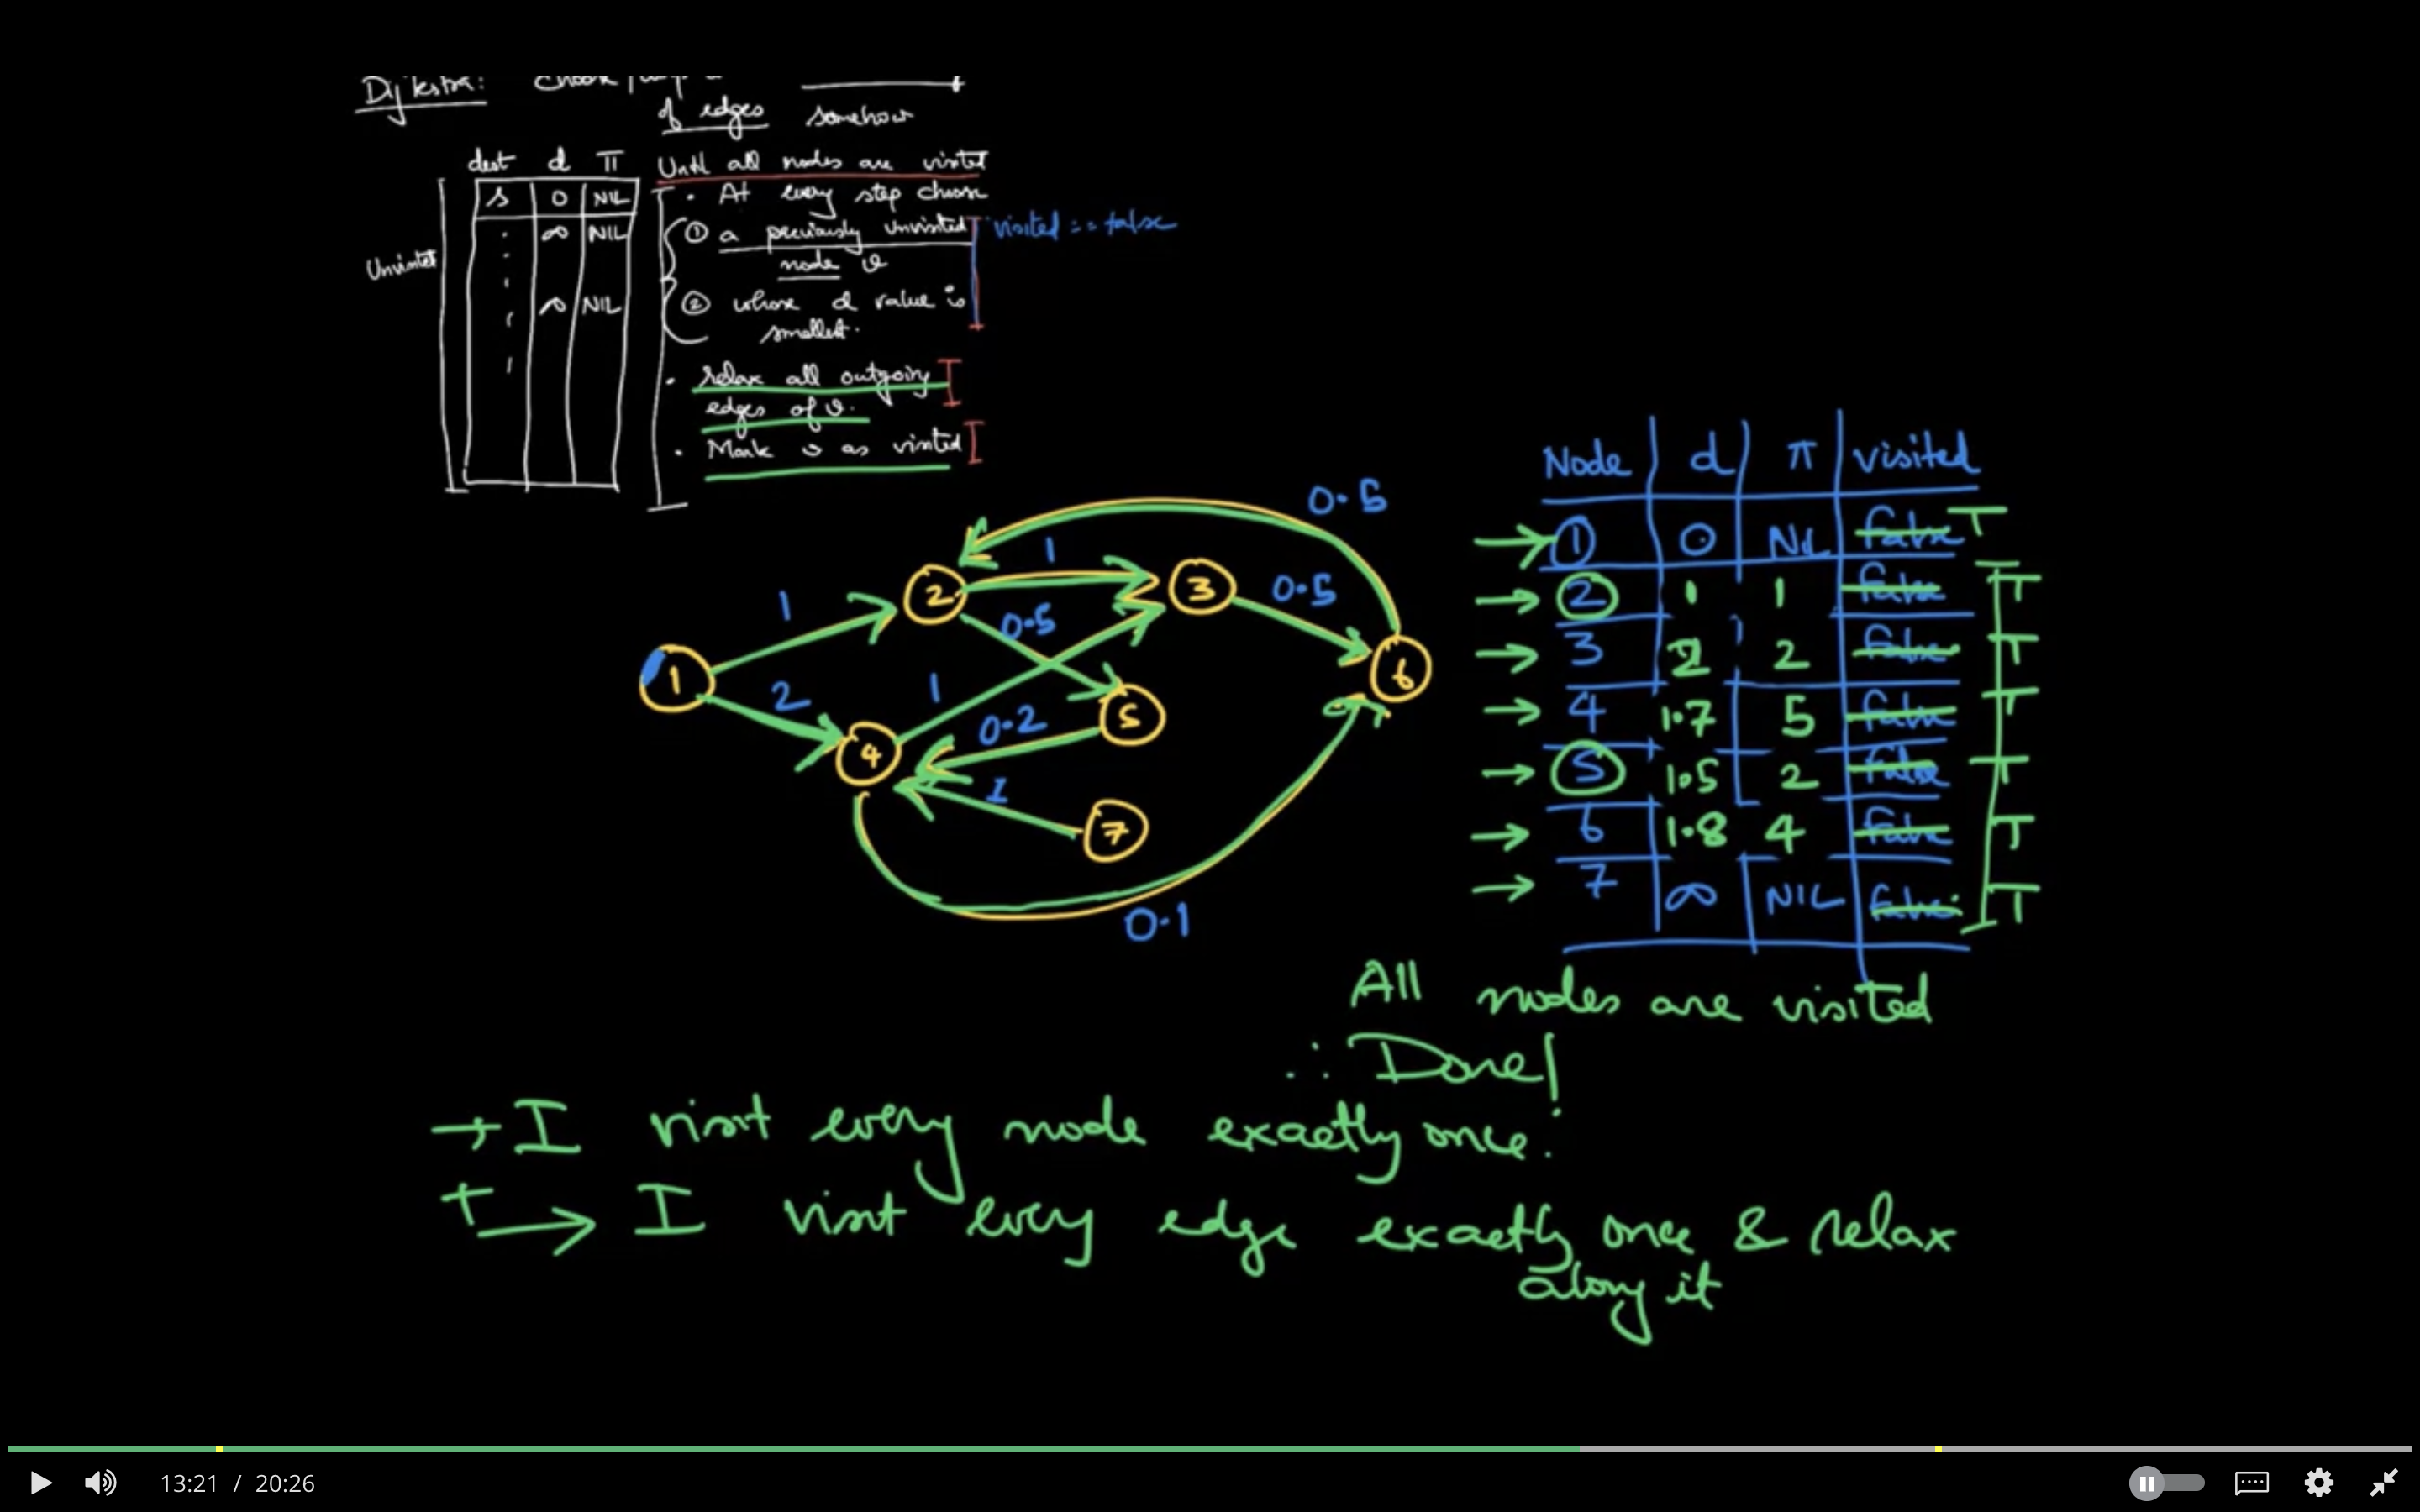 Dijkstra: Choose
of edges somehow
dest d π
s 0 NIL
∞ NIL
∞ NIL
Unvisited
Until all nodes are visited
• At every step choose
① a previously unvisited
node v
② whose d value is
smallest.
visited == false
• relax all outgoing
edges of v.
• Mark v as visited
Node d π visited
1 0 NIL false T
2 1 1 false T
3 2 2 false T
4 1.7 5 false T
5 1.5 2 false T
6 1.8 4 false T
7 ∞ NIL false T
0.5
1
2
3
0.5
1
0.5
1
6
2
1
5
0.2
4
1
7
0.1
All nodes are visited
∴ Done!
→ I visit every node exactly once.
→ I visit every edge exactly once & relax
along it
13:21 / 20:26